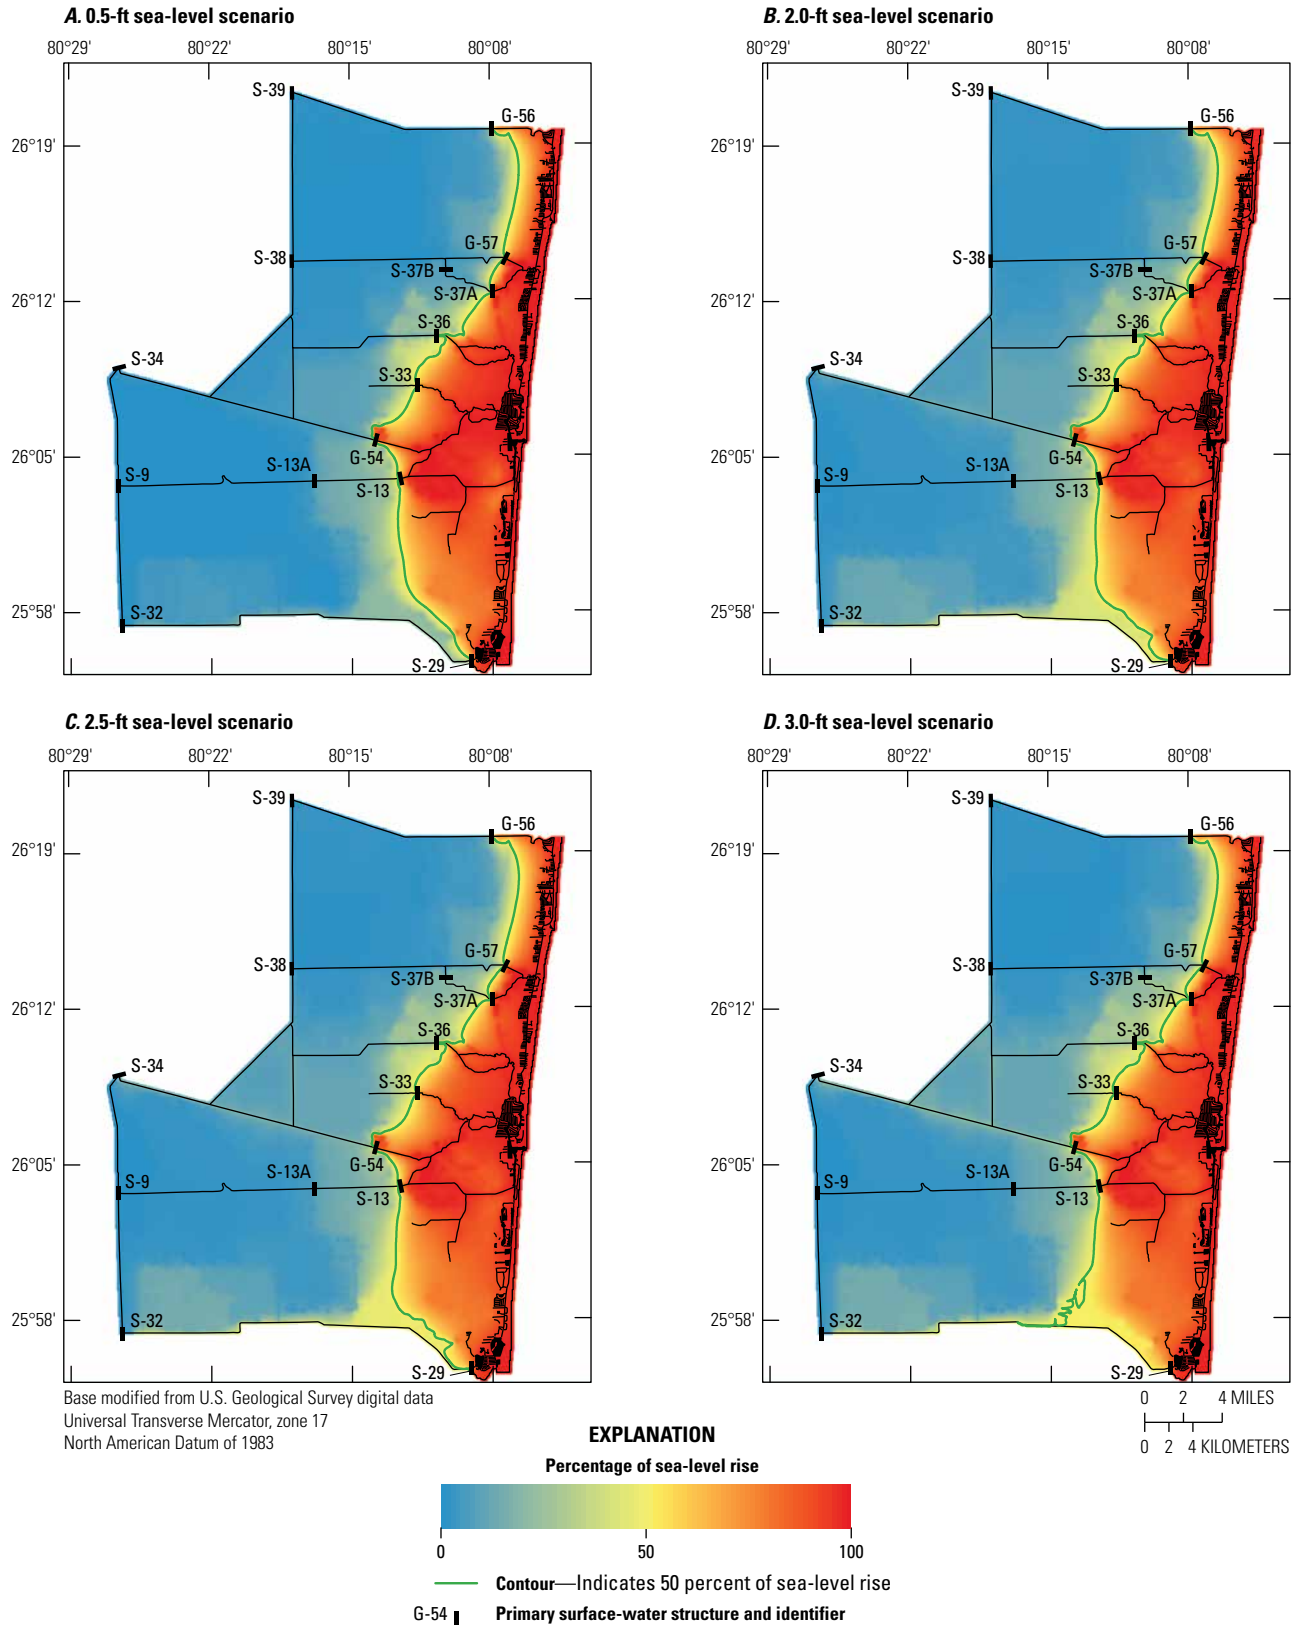 A. 0.5-ft sea-level scenario
80°29' 80°22' 80°15' 80°08'
S-39
G-56
26°19'
G-57
S-38
S-37B
S-37A
26°12'
S-36
S-34
S-33
G-54
26°05'
S-13A
S-9
S-13
25°58'
S-32
S-29
B. 2.0-ft sea-level scenario
80°29' 80°22' 80°15' 80°08'
S-39
G-56
26°19'
G-57
S-38
S-37B
S-37A
26°12'
S-36
S-34
S-33
G-54
26°05'
S-13A
S-9
S-13
25°58'
S-32
S-29
C. 2.5-ft sea-level scenario
80°29' 80°22' 80°15' 80°08'
S-39
G-56
26°19'
G-57
S-38
S-37B
S-37A
26°12'
S-36
S-34
S-33
G-54
26°05'
S-13A
S-9
S-13
25°58'
S-32
S-29
D. 3.0-ft sea-level scenario
80°29' 80°22' 80°15' 80°08'
S-39
G-56
26°19'
G-57
S-38
S-37B
S-37A
26°12'
S-36
S-34
S-33
G-54
26°05'
S-13A
S-9
S-13
25°58'
S-32
S-29
Base modified from U.S. Geological Survey digital data
Universal Transverse Mercator, zone 17
North American Datum of 1983
0 2 4 MILES
0 2 4 KILOMETERS
EXPLANATION
Percentage of sea-level rise
0 50 100
Contour—Indicates 50 percent of sea-level rise
G-54 Primary surface-water structure and identifier